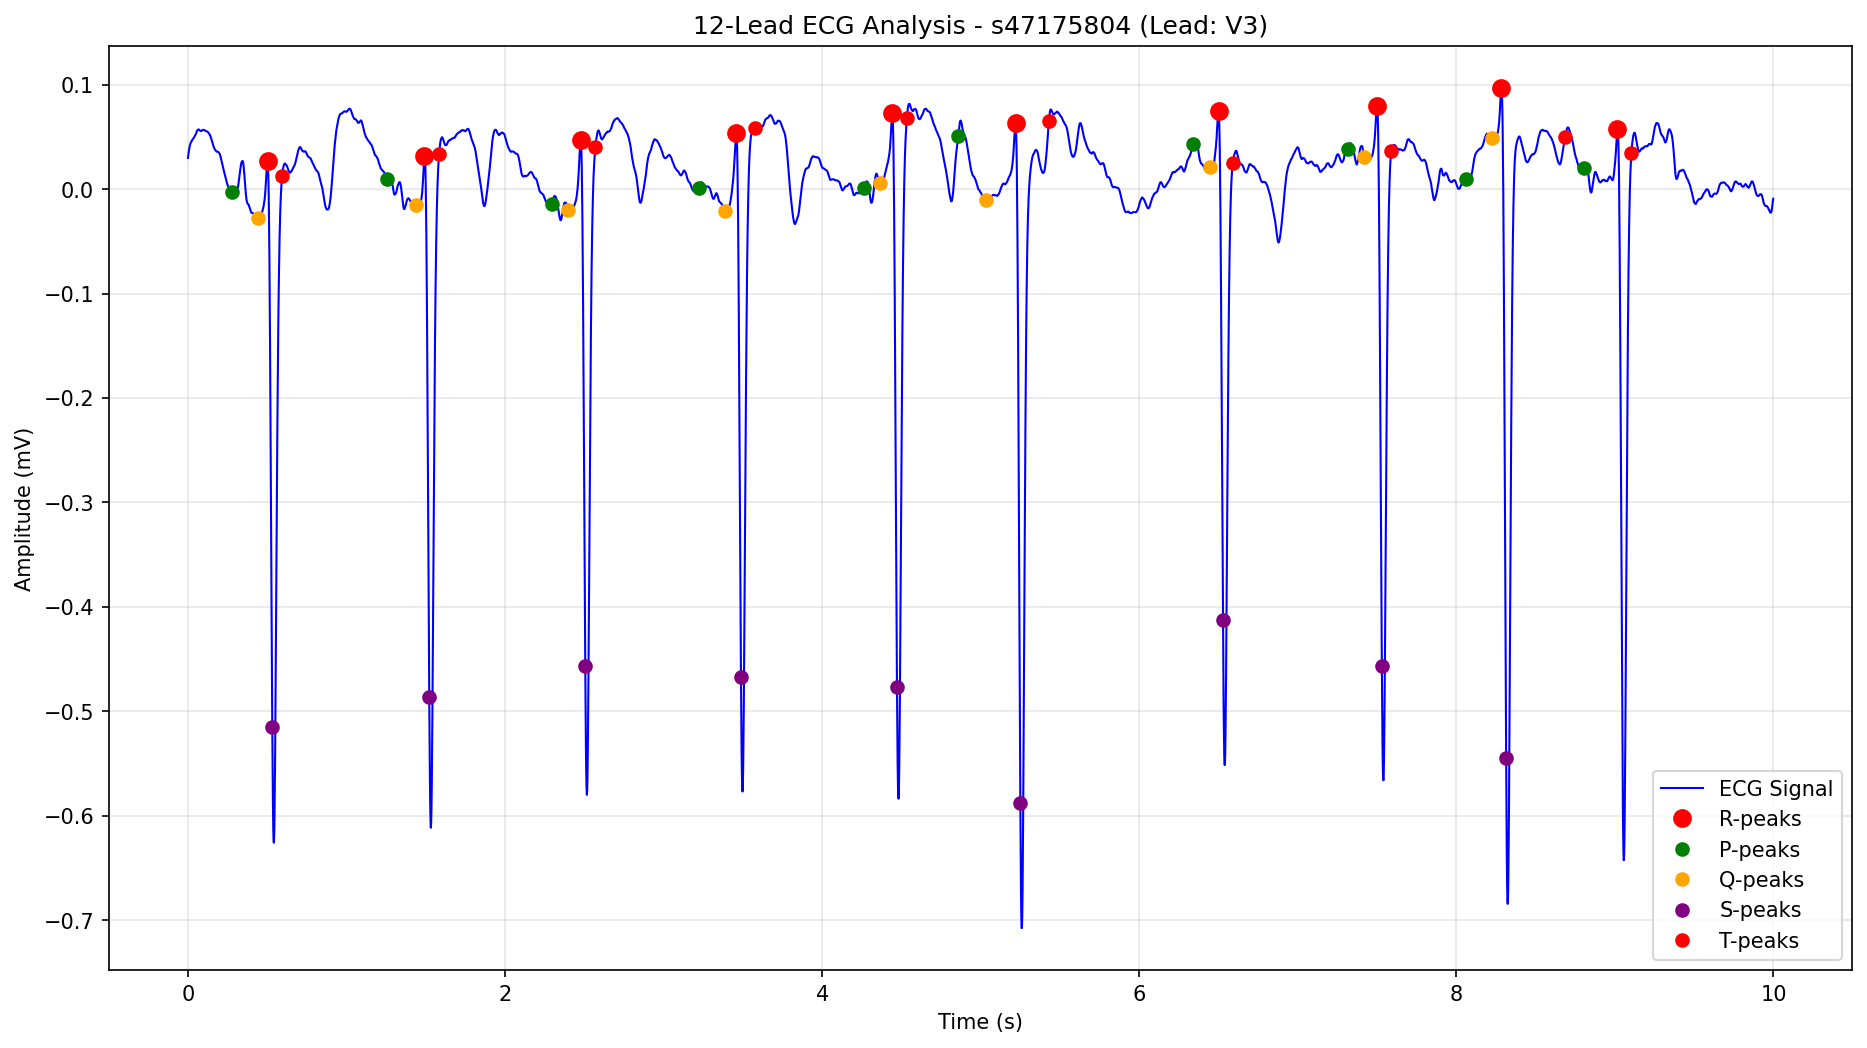 12-Lead ECG Analysis - s47175804 (Lead: V3)
Amplitude (mV)
0.1
0.0
−0.1
−0.2
−0.3
−0.4
−0.5
−0.6
−0.7
0 2 4 6 8 10
Time (s)
ECG Signal
R-peaks
P-peaks
Q-peaks
S-peaks
T-peaks